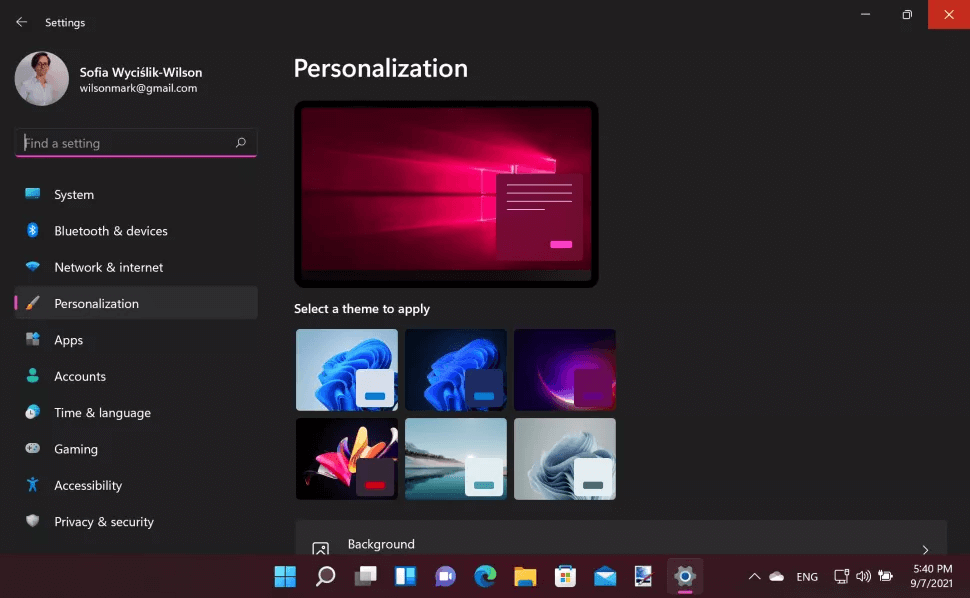 Settings
Sofia Wyciślik-Wilson
wilsonmark@gmail.com
Find a setting
System
Bluetooth & devices
Network & internet
Personalization
Apps
Accounts
Time & language
Gaming
Accessibility
Privacy & security
Personalization
Select a theme to apply
Background
ENG
5:40 PM
9/7/2021